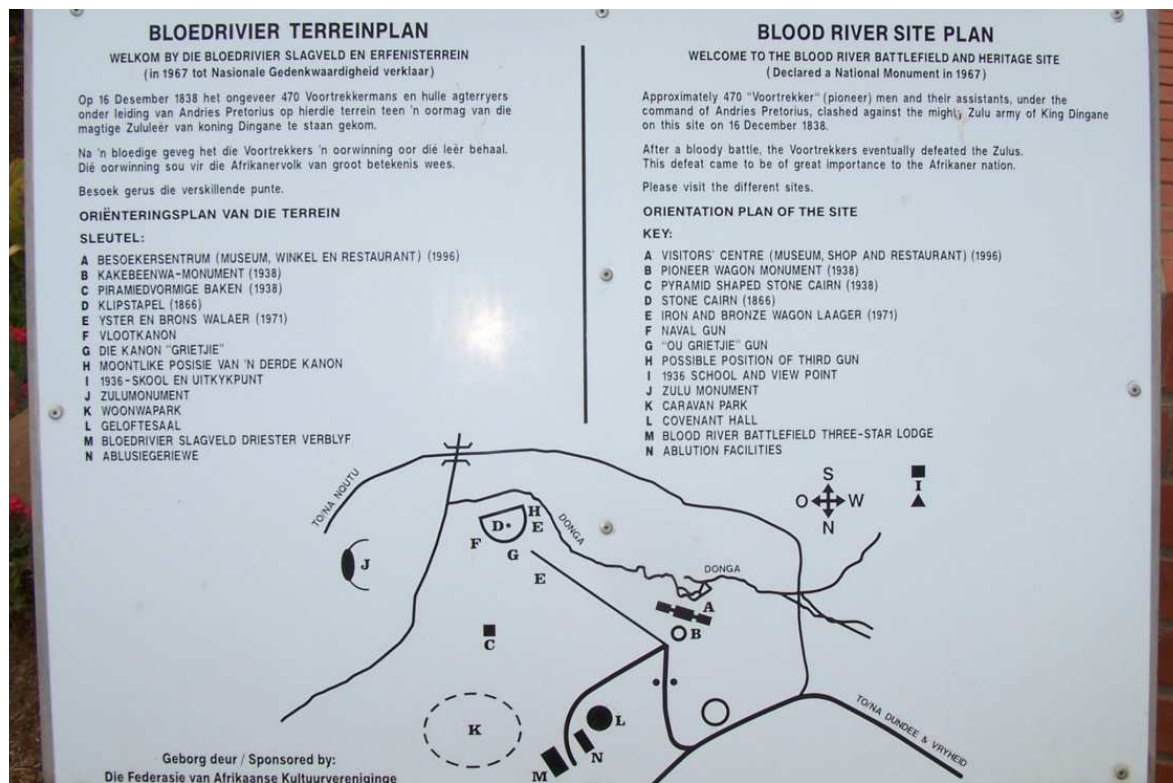 BLOEDRIVIER TERREINPLAN
WELKOM BY DIE BLOEDRIVIER SLAGVELD EN ERFENISTERREIN
(in 1967 tot Nasionale Gedenkwaardigheid verklaar)
Op 16 Desember 1838 het ongeveer 470 Voortrekkermans en hulle agterryers
onder leiding van Andries Pretorius op hierdie terrein teen 'n oormag van die
magtige Zululeër van koning Dingane te staan gekom.
Na 'n bloedige geveg het die Voortrekkers 'n oorwinning oor dié leër behaal.
Dié oorwinning sou vir die Afrikanervolk van groot betekenis wees.
Besoek gerus die verskillende punte.
ORIËNTERINGSPLAN VAN DIE TERREIN
SLEUTEL:
A BESOEKERSENTRUM (MUSEUM, WINKEL EN RESTAURANT) (1996)
B KAKEBEENWA-MONUMENT (1938)
C PIRAMIEDVORMIGE BAKEN (1938)
D KLIPSTAPEL (1866)
E YSTER EN BRONS WALAER (1971)
F VLOOTKANON
G DIE KANON "GRIETJIE"
H MOONTLIKE POSISIE VAN 'N DERDE KANON
I 1936-SKOOL EN UITKYKPUNT
J ZULUMONUMENT
K WOONWAPARK
L GELOFTESAAL
M BLOEDRIVIER SLAGVELD DRIESTER VERBLYF
N ABLUSIEGERIEWE
BLOOD RIVER SITE PLAN
WELCOME TO THE BLOOD RIVER BATTLEFIELD AND HERITAGE SITE
(Declared a National Monument in 1967)
Approximately 470 "Voortrekker" (pioneer) men and their assistants, under the
command of Andries Pretorius, clashed against the mighty Zulu army of King Dingane
on this site on 16 December 1838.
After a bloody battle, the Voortrekkers eventually defeated the Zulus.
This defeat came to be of great importance to the Afrikaner nation.
Please visit the different sites.
ORIENTATION PLAN OF THE SITE
KEY:
A VISITORS' CENTRE (MUSEUM, SHOP AND RESTAURANT) (1996)
B PIONEER WAGON MONUMENT (1938)
C PYRAMID SHAPED STONE CAIRN (1938)
D STONE CAIRN (1866)
E IRON AND BRONZE WAGON LAAGER (1971)
F NAVAL GUN
G "OU GRIETJIE" GUN
H POSSIBLE POSITION OF THIRD GUN
I 1936 SCHOOL AND VIEW POINT
J ZULU MONUMENT
K CARAVAN PARK
L COVENANT HALL
M BLOOD RIVER BATTLEFIELD THREE-STAR LODGE
N ABLUTION FACILITIES
S
O W
N
I
TO/NA NQUTU
H
D E
F
G
DONGA
J
E
DONGA
A
B
C
K
L
N
M
TO/NA DUNDEE & VRYHEID
Geborg deur / Sponsored by:
Die Federasie van Afrikaanse Kultuurvereniginge